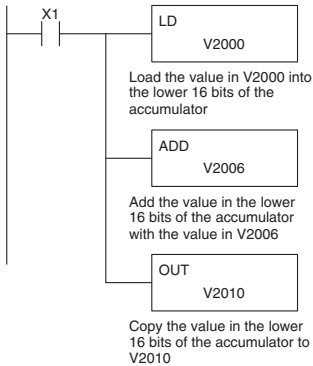 X1
LD
V2000
Load the value in V2000 into
the lower 16 bits of the
accumulator
ADD
V2006
Add the value in the lower
16 bits of the accumulator
with the value in V2006
OUT
V2010
Copy the value in the lower
16 bits of the accumulator to
V2010